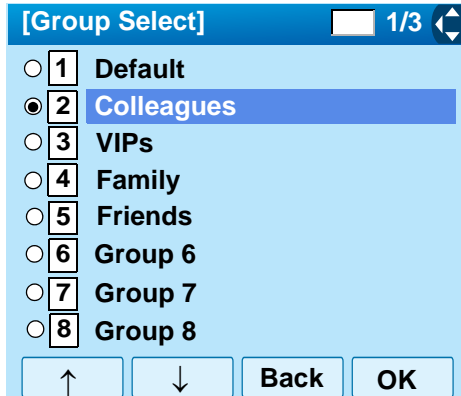 [Group Select] 1/3
1 Default
2 Colleagues
3 VIPs
4 Family
5 Friends
6 Group 6
7 Group 7
8 Group 8
↑ ↓ Back OK